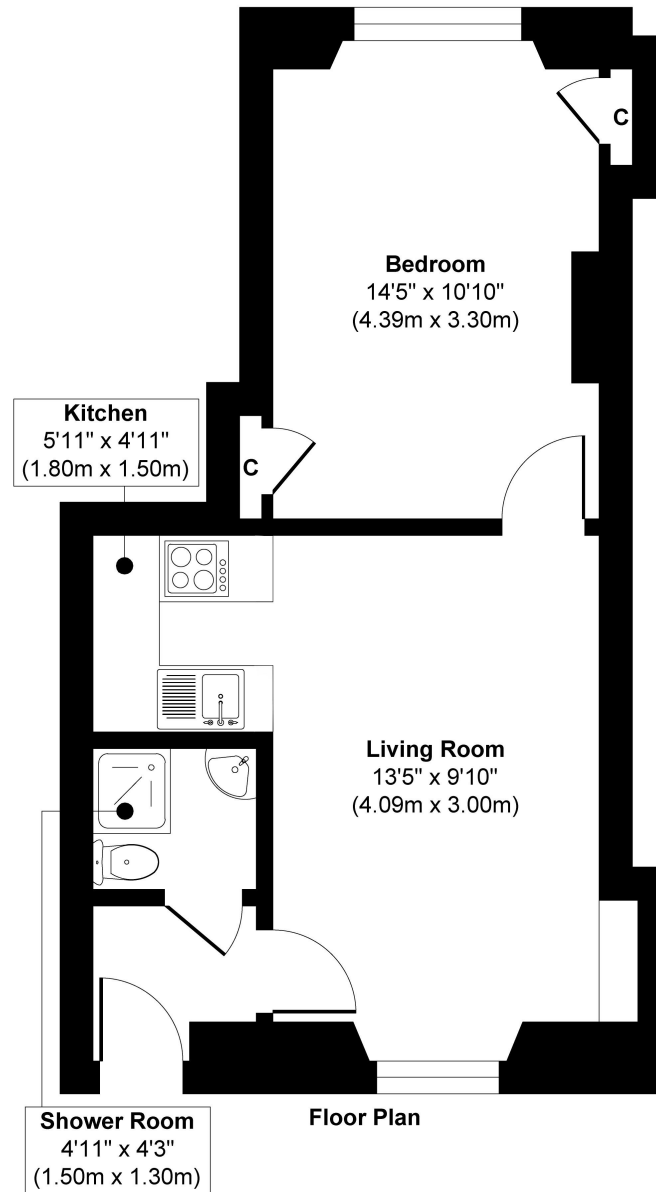 C
Bedroom
14'5" x 10'10"
(4.39m x 3.30m)
Kitchen
5'11" x 4'11"
(1.80m x 1.50m)
C
Living Room
13'5" x 9'10"
(4.09m x 3.00m)
Floor Plan
Shower Room
4'11" x 4'3"
(1.50m x 1.30m)